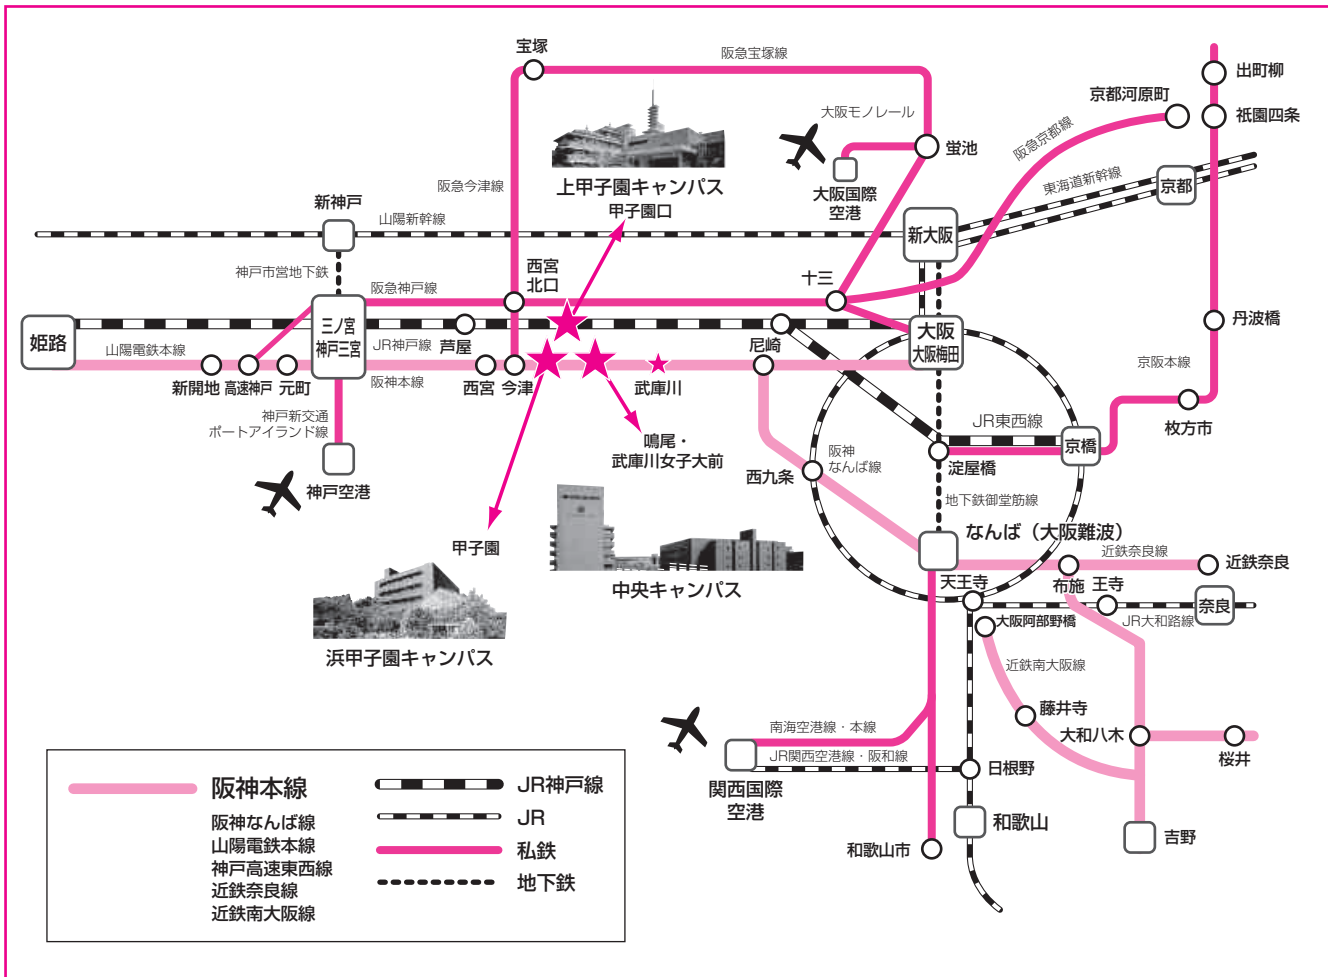 宝塚
阪急宝塚線
出町柳
京都河原町
祇園四条
大阪モノレール
阪急京都線
蛍池
東海道新幹線
京都
阪急今津線
上甲子園キャンパス
大阪国際
空港
新神戸
甲子園口
山陽新幹線
新大阪
神戸市営地下鉄
西宮
北口
十三
阪急神戸線
姫路
三ノ宮
神戸三宮
芦屋
大阪
大阪梅田
丹波橋
山陽電鉄本線
JR神戸線
尼崎
新開地
高速神戸
元町
阪神本線
西宮
今津
武庫川
京阪本線
神戸新交通
ポートアイランド線
JR東西線
京橋
枚方市
鳴尾・
武庫川女子大前
阪神
なんば線
西九条
淀屋橋
神戸空港
地下鉄御堂筋線
なんば（大阪難波）
甲子園
近鉄奈良線
近鉄奈良
中央キャンパス
天王寺
布施
王寺
奈良
大阪阿部野橋
JR大和路線
浜甲子園キャンパス
近鉄南大阪線
藤井寺
南海空港線・本線
大和八木
桜井
JR関西空港線・阪和線
日根野
関西国際
空港
和歌山
吉野
和歌山市
阪神本線
阪神なんば線
山陽電鉄本線
神戸高速東西線
近鉄奈良線
近鉄南大阪線
JR神戸線
JR
私鉄
地下鉄